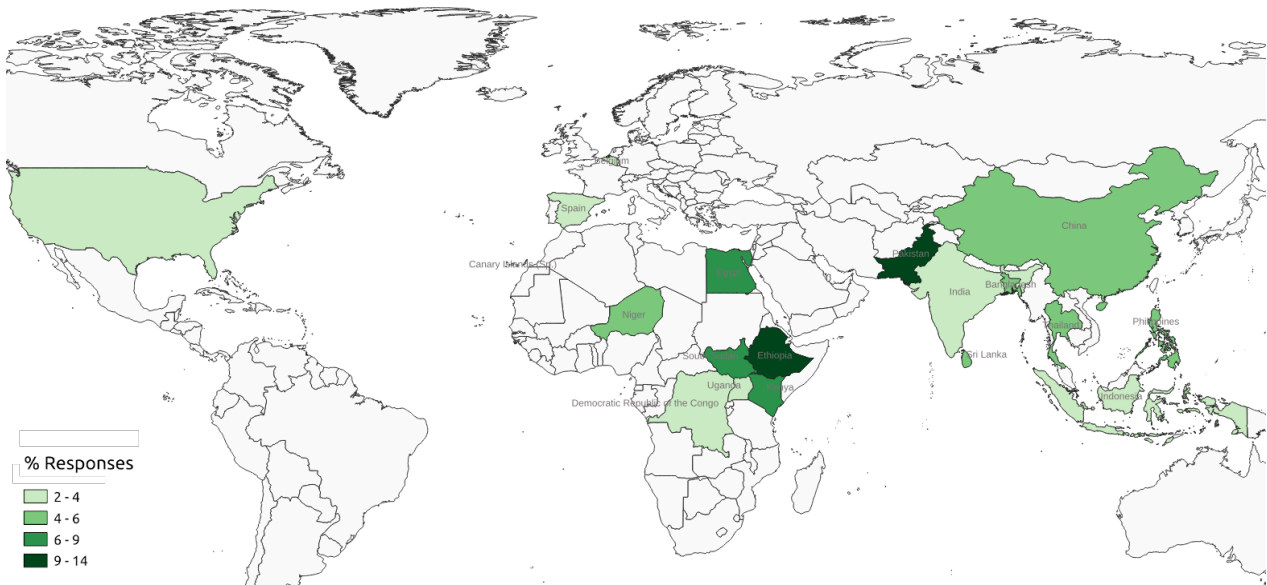 Belgium
Spain
China
Pakistan
Canary Islands (Sp.)
Egypt
India
Bangladesh
Niger
Philippines
Thailand
South Sudan
Ethiopia
Sri Lanka
Uganda
Kenya
Indonesia
Democratic Republic of the Congo
% Responses
2 - 4
4 - 6
6 - 9
9 - 14